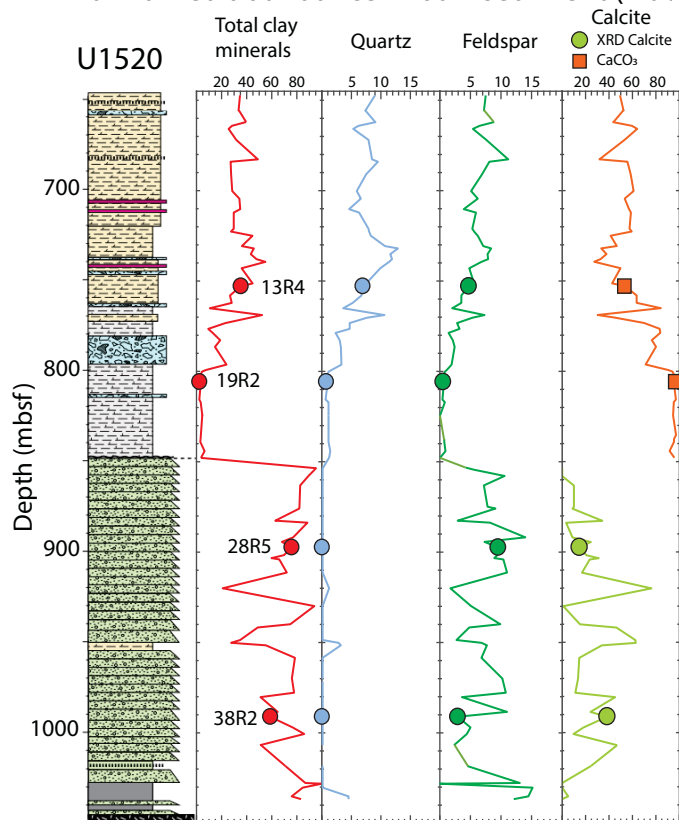 Calcite
Total clay minerals
Quartz
Feldspar
XRD Calcite
CaCO₃
U1520
20 40 60 80
5 10 15
5 10 15
20 40 60 80
700
800
900
1000
Depth (mbsf)
13R4
19R2
28R5
38R2